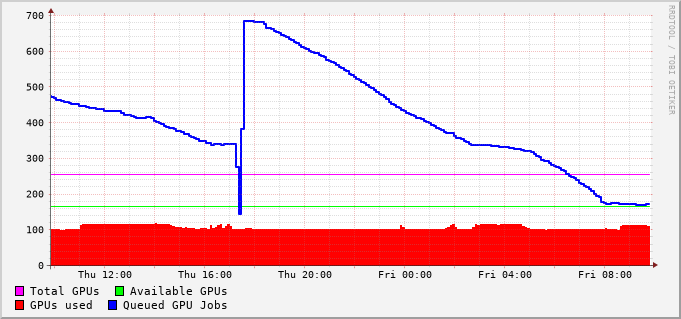 700
600
500
400
300
200
100
0
Thu 12:00 Thu 16:00 Thu 20:00 Fri 00:00 Fri 04:00 Fri 08:00
Total GPUs Available GPUs
GPUs used Queued GPU Jobs
RRDTOOL / TOBI OETIKER